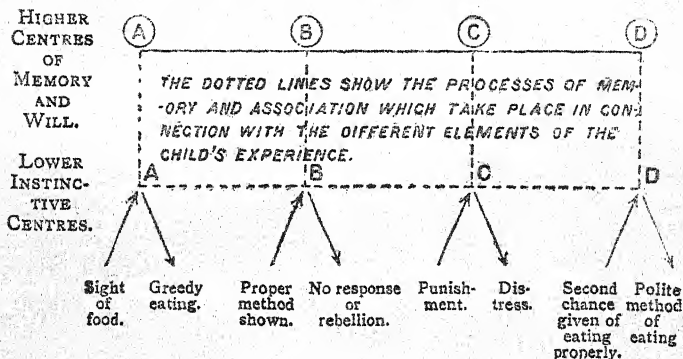 HIGHER
CENTRES
OF
MEMORY
AND
WILL.
A B C D
THE DOTTED LINES SHOW THE PROCESSES OF MEM-
-ORY AND ASSOCIATION WHICH TAKE PLACE IN CON
NECTION WITH THE DIFFERENT ELEMENTS OF THE
CHILD'S EXPERIENCE.
LOWER
INSTINC-
TIVE
CENTRES.
A B C D
Sight
of
food.
Greedy
eating.
Proper
method
shown.
No response
or
rebellion.
Punish-
ment.
Dis-
tress.
Second
chance
given of
eating
properly.
Polite
method
of
eating